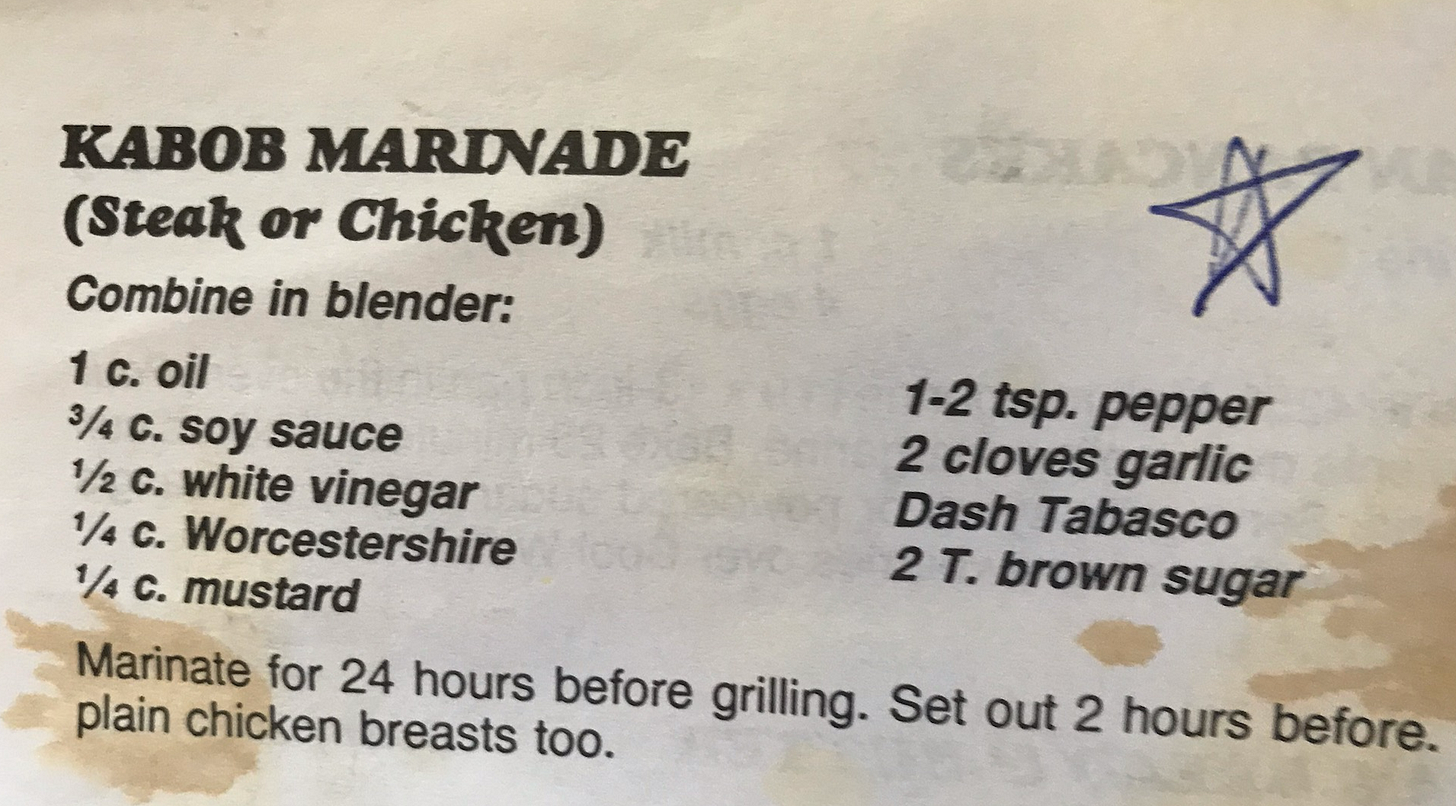 KABOB MARINADE
(Steak or Chicken)
Combine in blender:
1 c. oil
¾ c. soy sauce
½ c. white vinegar
¼ c. Worcestershire
¼ c. mustard
1-2 tsp. pepper
2 cloves garlic
Dash Tabasco
2 T. brown sugar
Marinate for 24 hours before grilling. Set out 2 hours before.
plain chicken breasts too.